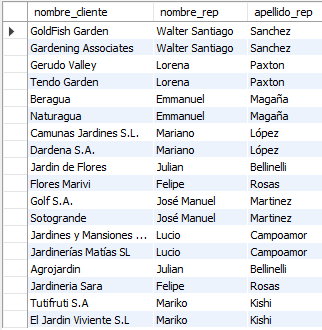 nombre_cliente nombre_rep apellido_rep
GoldFish Garden Walter Santiago Sanchez
Gardening Associates Walter Santiago Sanchez
Gerudo Valley Lorena Paxton
Tendo Garden Lorena Paxton
Beragua Emmanuel Magaña
Naturagua Emmanuel Magaña
Camunas Jardines S.L. Mariano López
Dardena S.A. Mariano López
Jardin de Flores Julian Bellinelli
Flores Marivi Felipe Rosas
Golf S.A. José Manuel Martinez
Sotogrande José Manuel Martinez
Jardines y Mansiones ... Lucio Campoamor
Jardinerías Matías SL Lucio Campoamor
Agrojardin Julian Bellinelli
Jardineria Sara Felipe Rosas
Tutifruti S.A Mariko Kishi
El Jardin Viviente S.L Mariko Kishi